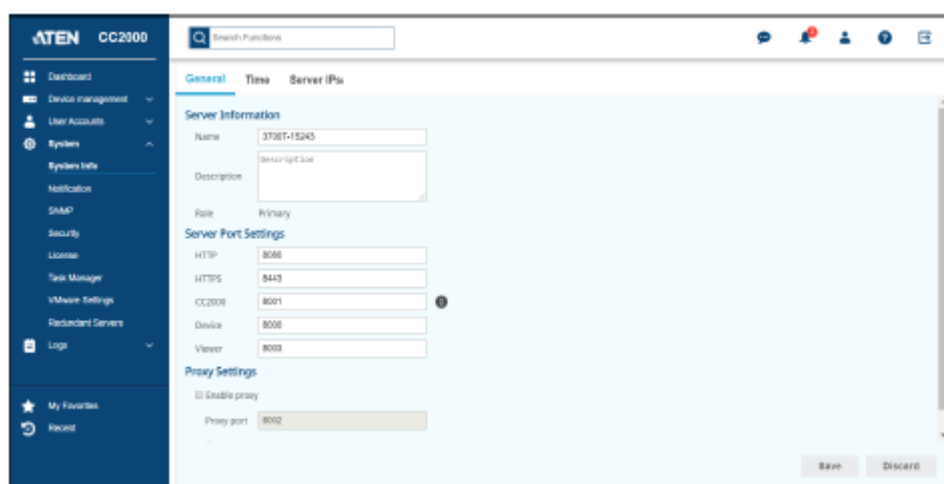 ATEN CC2000
Search Functions
Dashboard
Device management
User Accounts
System
System Info
Notification
SNMP
Security
License
Task Manager
VMware Settings
Redundant Servers
Logs
My Favorites
Recent
General Time Server IPs
Server Information
Name 3700T-15243
Description Description
Role Primary
Server Port Settings
HTTP 8080
HTTPS 8443
CC2000 8001
Device 8000
Viewer 8003
Proxy Settings
Enable proxy
Proxy port 8002
Save Discard